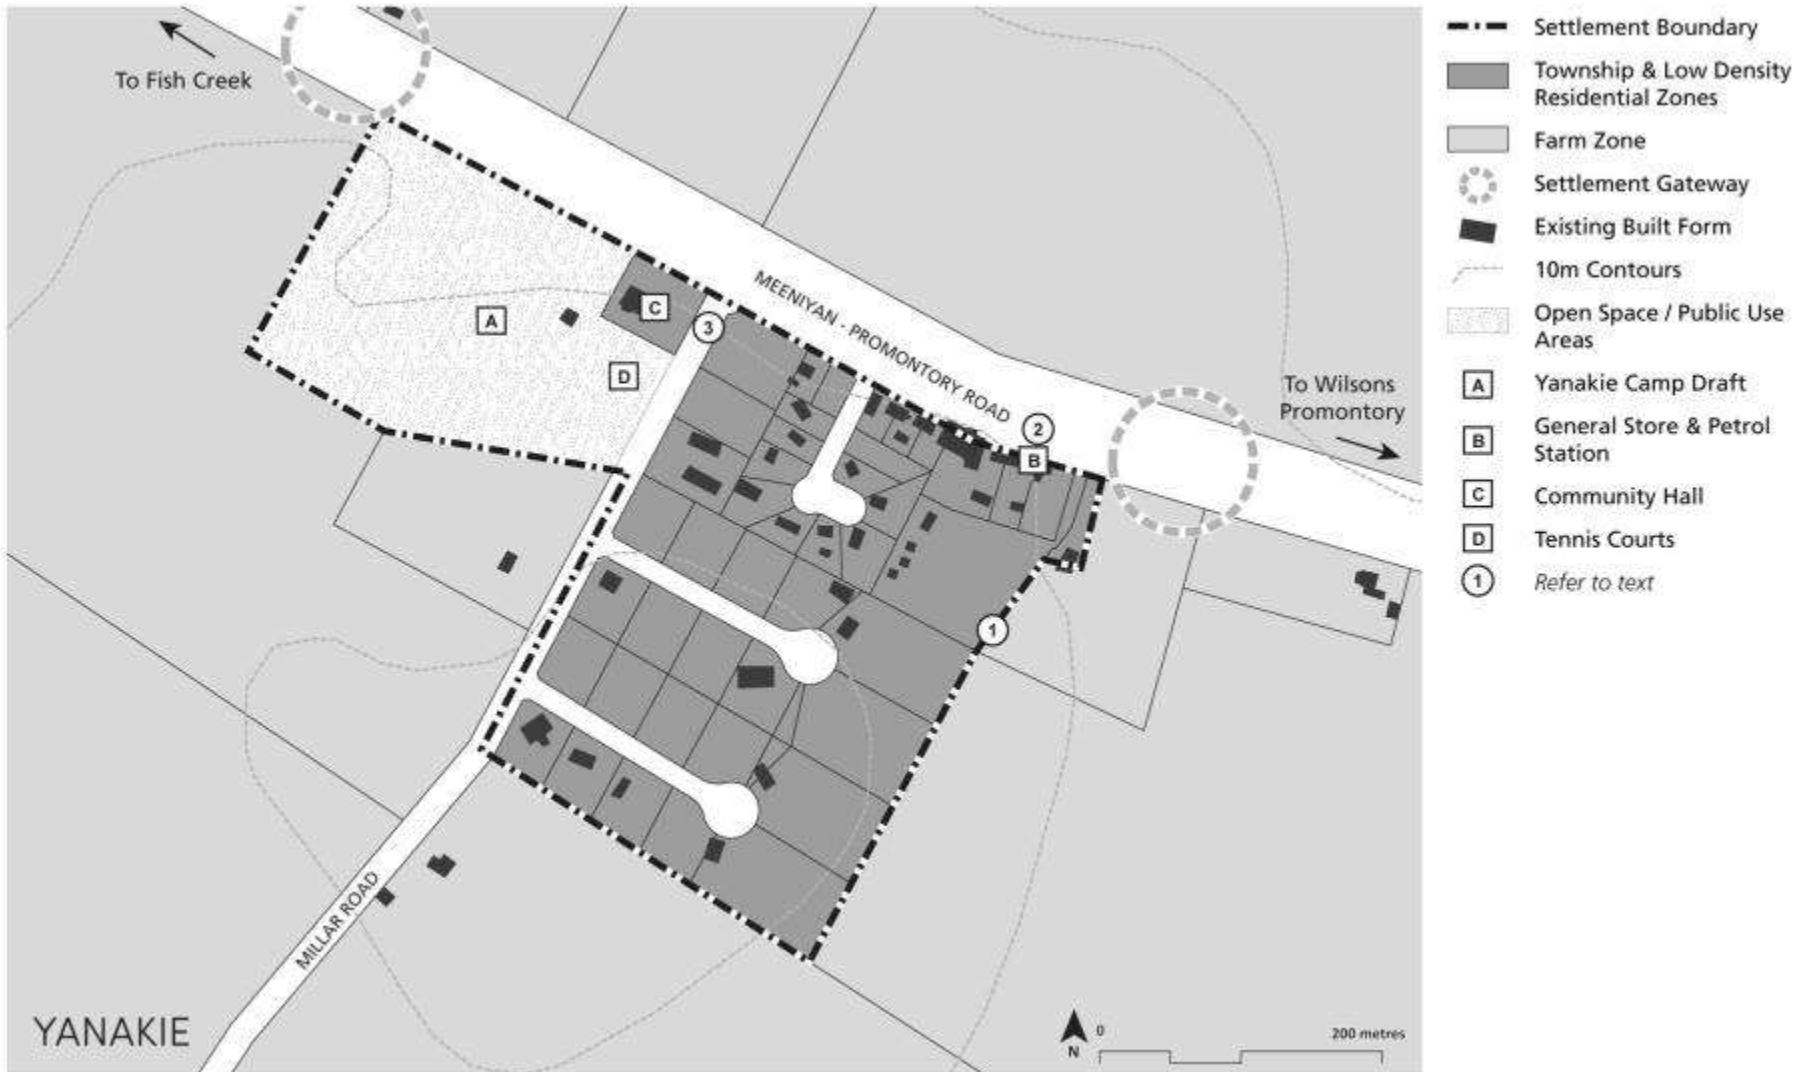 To Fish Creek
MEENIYAN - PROMONTORY ROAD
To Wilsons
Promontory
A
C
3
D
2
B
1
MILLAR ROAD
YANAKIE
N
0
200 metres
Settlement Boundary
Township & Low Density
Residential Zones
Farm Zone
Settlement Gateway
Existing Built Form
10m Contours
Open Space / Public Use
Areas
A Yanakie Camp Draft
B General Store & Petrol
Station
C Community Hall
D Tennis Courts
1 Refer to text